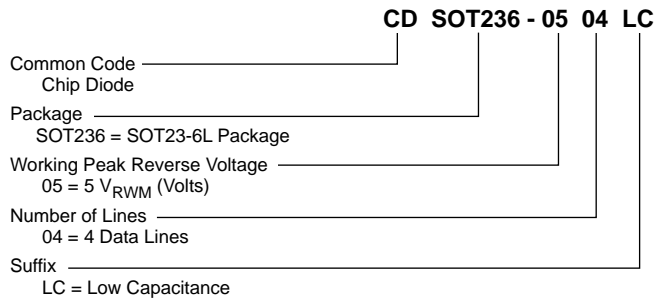 CD SOT236 - 05 04 LC
Common Code
Chip Diode
Package
SOT236 = SOT23-6L Package
Working Peak Reverse Voltage
05 = 5 VRWM (Volts)
Number of Lines
04 = 4 Data Lines
Suffix
LC = Low Capacitance